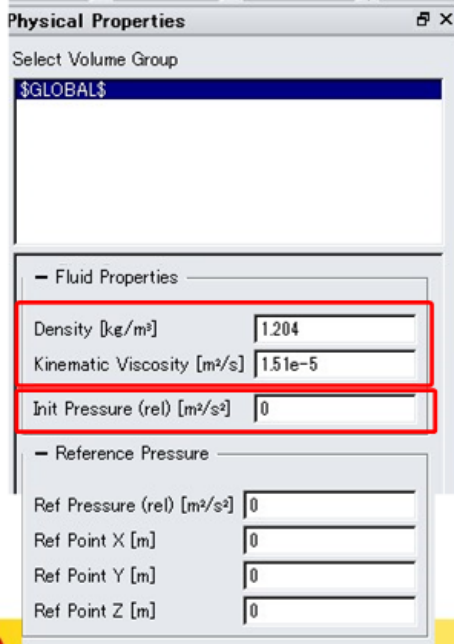 Physical Properties
Select Volume Group
$GLOBAL$
Fluid Properties
Density [kg/m³] 1.204
Kinematic Viscosity [m²/s] 1.51e-5
Init Pressure (rel) [m²/s²] 0
Reference Pressure
Ref Pressure (rel) [m²/s²] 0
Ref Point X [m] 0
Ref Point Y [m] 0
Ref Point Z [m] 0